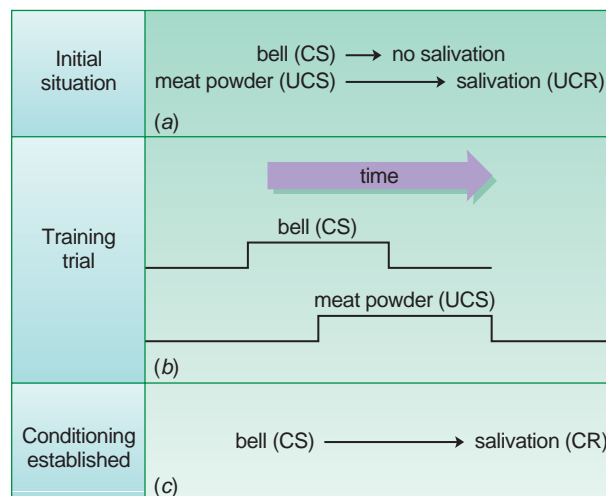 Initial
situation
bell (CS) → no salivation
meat powder (UCS) → salivation (UCR)
(a)
Training
trial
time
bell (CS)
meat powder (UCS)
(b)
Conditioning
established
bell (CS) → salivation (CR)
(c)